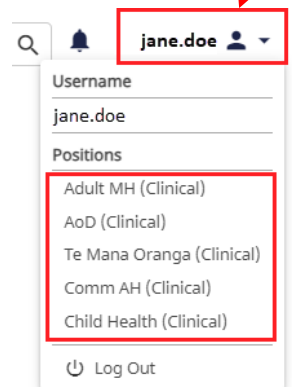 jane.doe
Username
jane.doe
Positions
Adult MH (Clinical)
AoD (Clinical)
Te Mana Oranga (Clinical)
Comm AH (Clinical)
Child Health (Clinical)
Log Out